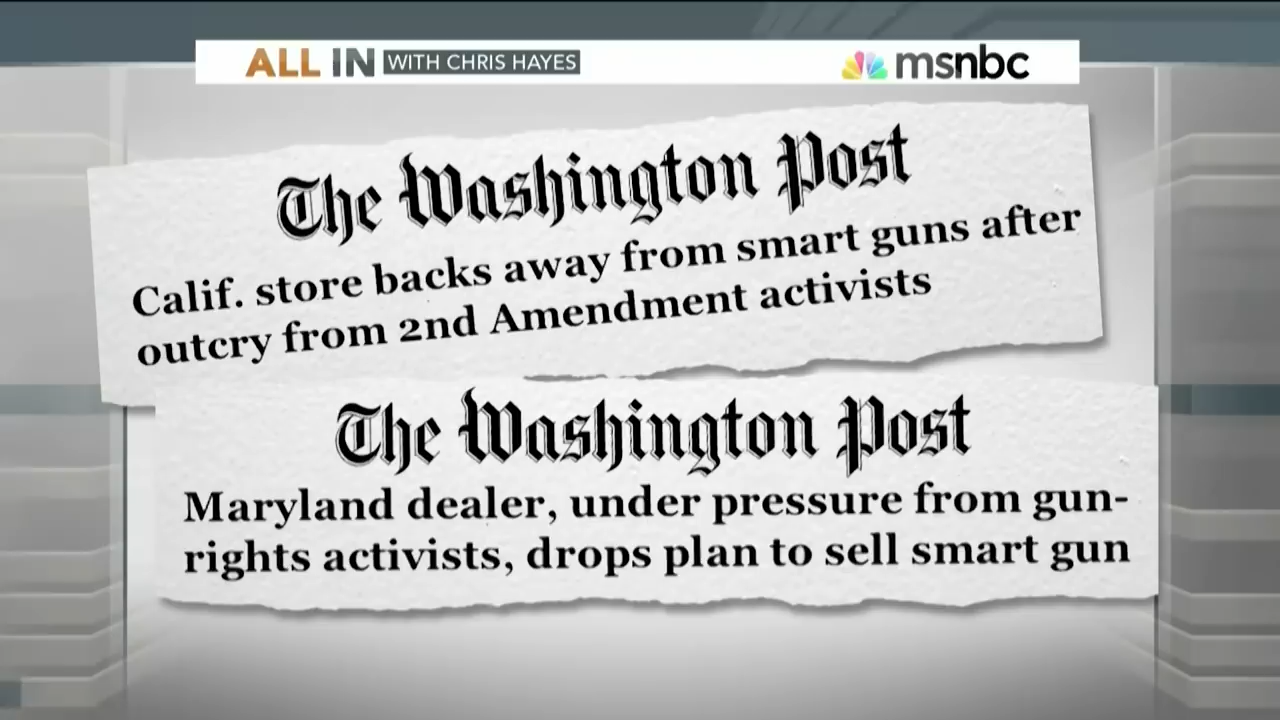 ALL IN WITH CHRIS HAYES
msnbc
The Washington Post
Calif. store backs away from smart guns after
outcry from 2nd Amendment activists
The Washington Post
Maryland dealer, under pressure from gun-
rights activists, drops plan to sell smart gun